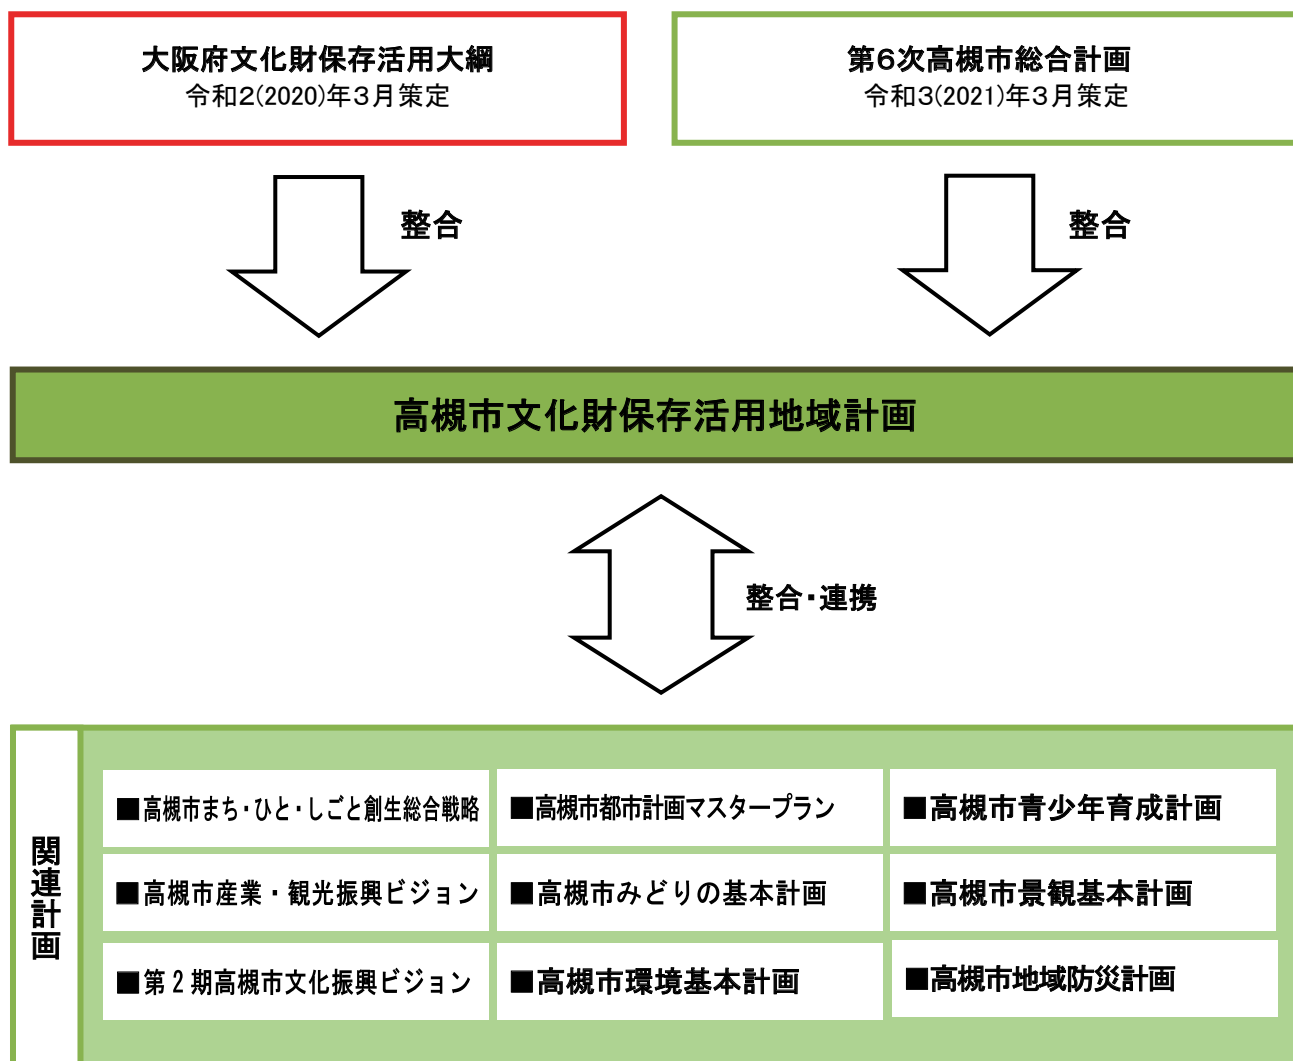 大阪府文化財保存活用大綱
令和2(2020)年3月策定
第6次高槻市総合計画
令和3(2021)年3月策定
整合
整合
高槻市文化財保存活用地域計画
整合・連携
関連計画
■高槻市まち・ひと・しごと創生総合戦略
■高槻市都市計画マスタープラン
■高槻市青少年育成計画
■高槻市産業・観光振興ビジョン
■高槻市みどりの基本計画
■高槻市景観基本計画
■第2期高槻市文化振興ビジョン
■高槻市環境基本計画
■高槻市地域防災計画